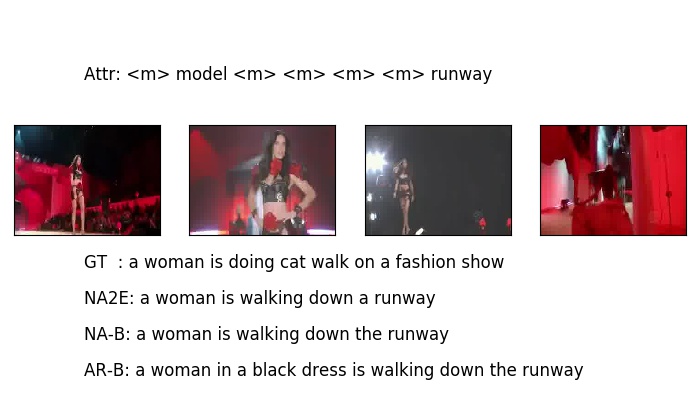 Attr: <m> model <m> <m> <m> <m> runway
GT : a woman is doing cat walk on a fashion show
NA2E: a woman is walking down a runway
NA-B: a woman is walking down the runway
AR-B: a woman in a black dress is walking down the runway